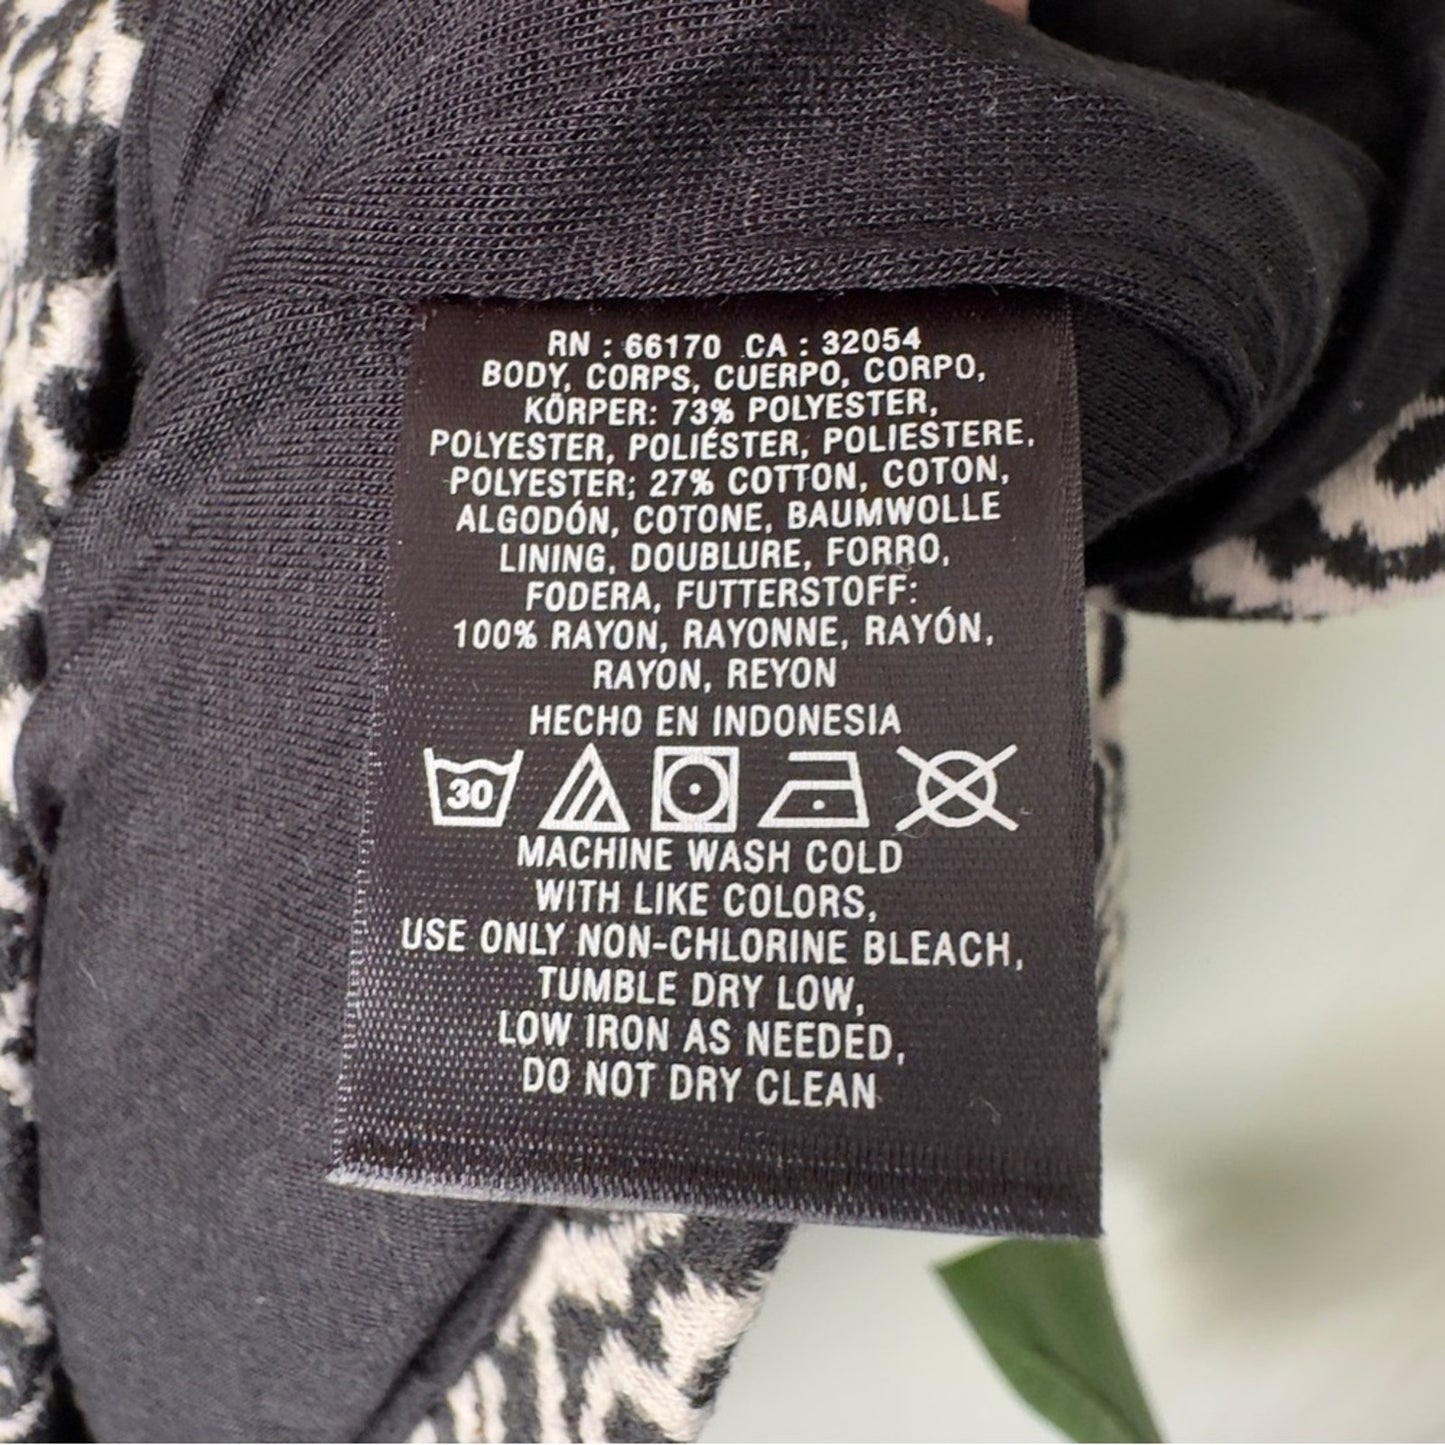 RN : 66170 CA : 32054
BODY, CORPS, CUERPO, CORPO,
KÖRPER: 73% POLYESTER,
POLYESTER, POLIÉSTER, POLIESTERE,
POLYESTER; 27% COTTON, COTON,
ALGODÓN, COTONE, BAUMWOLLE
LINING, DOUBLURE, FORRO,
FODERA, FUTTERSTOFF:
100% RAYON, RAYONNE, RAYÓN,
RAYON, REYON
HECHO EN INDONESIA
30
MACHINE WASH COLD
WITH LIKE COLORS,
USE ONLY NON-CHLORINE BLEACH,
TUMBLE DRY LOW,
LOW IRON AS NEEDED,
DO NOT DRY CLEAN